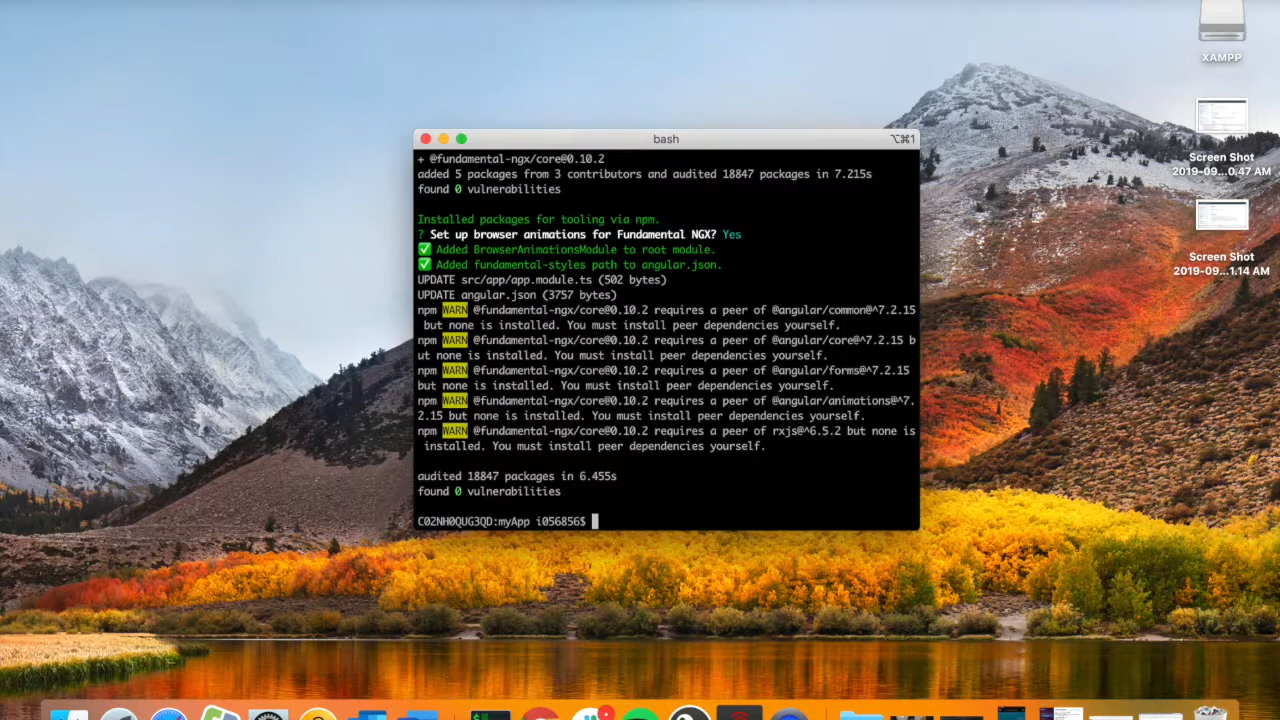 XAMPP
Screen Shot
2019-09...0.47 AM
Screen Shot
2019-09...1.14 AM
bash
⌥⌘1
+ @fundamental-ngx/core@0.10.2
added 5 packages from 3 contributors and audited 18847 packages in 7.215s
found 0 vulnerabilities
Installed packages for tooling via npm.
? Set up browser animations for Fundamental NGX? Yes
✅ Added BrowserAnimationsModule to root module.
✅ Added fundamental-styles path to angular.json.
UPDATE src/app/app.module.ts (502 bytes)
UPDATE angular.json (3757 bytes)
npm WARN @fundamental-ngx/core@0.10.2 requires a peer of @angular/common@^7.2.15
but none is installed. You must install peer dependencies yourself.
npm WARN @fundamental-ngx/core@0.10.2 requires a peer of @angular/core@^7.2.15 b
ut none is installed. You must install peer dependencies yourself.
npm WARN @fundamental-ngx/core@0.10.2 requires a peer of @angular/forms@^7.2.15
but none is installed. You must install peer dependencies yourself.
npm WARN @fundamental-ngx/core@0.10.2 requires a peer of @angular/animations@^7.
2.15 but none is installed. You must install peer dependencies yourself.
npm WARN @fundamental-ngx/core@0.10.2 requires a peer of rxjs@^6.5.2 but none is
installed. You must install peer dependencies yourself.
audited 18847 packages in 6.455s
found 0 vulnerabilities
C02NH0QUG3QD:myApp i056856$